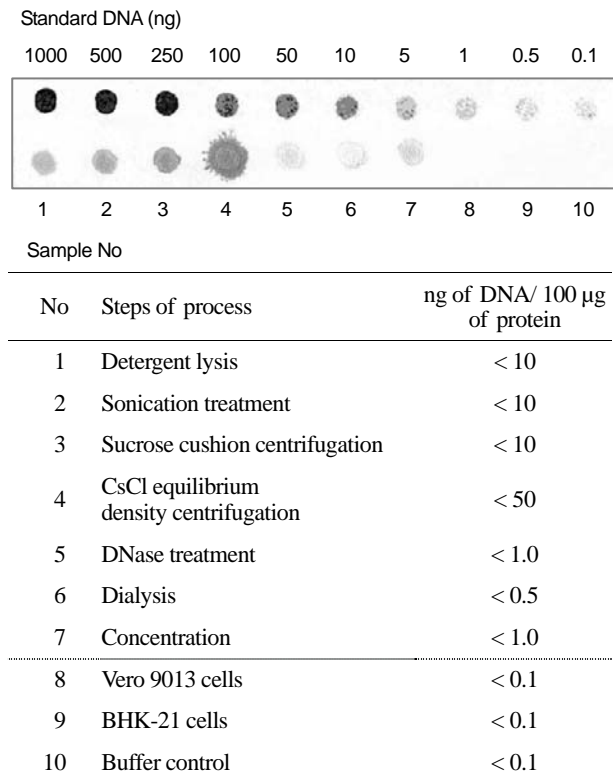 Standard DNA (ng)
1000 500 250 100 50 10 5 1 0.5 0.1
1 2 3 4 5 6 7 8 9 10
Sample No
No Steps of process ng of DNA/ 100 µg of protein
1 Detergent lysis < 10
2 Sonication treatment < 10
3 Sucrose cushion centrifugation < 10
4 CsCl equilibrium density centrifugation < 50
5 DNase treatment < 1.0
6 Dialysis < 0.5
7 Concentration < 1.0
8 Vero 9013 cells < 0.1
9 BHK-21 cells < 0.1
10 Buffer control < 0.1